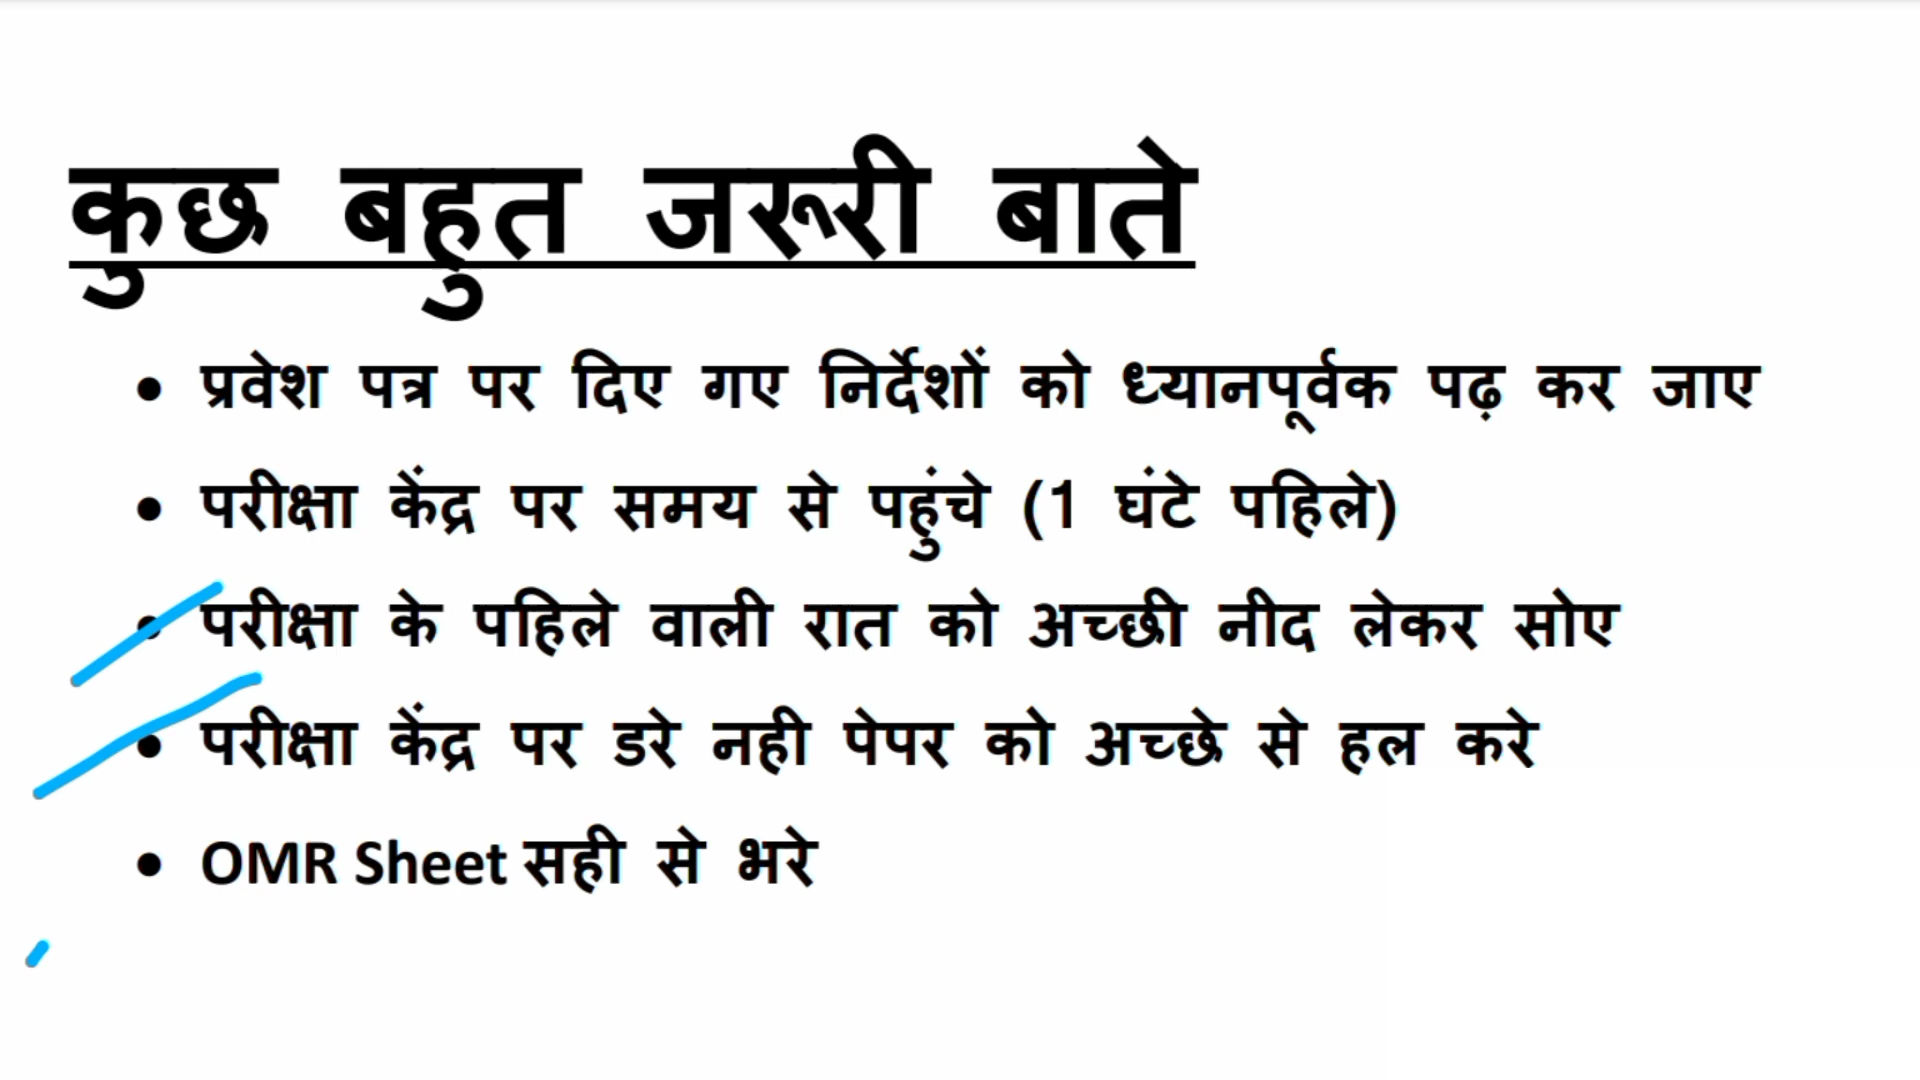 कुछ बहुत जरूरी बाते
• प्रवेश पत्र पर दिए गए निर्देशों को ध्यानपूर्वक पढ़ कर जाए
• परीक्षा केंद्र पर समय से पहुंचे (1 घंटे पहिले)
• परीक्षा के पहिले वाली रात को अच्छी नीद लेकर सोए
• परीक्षा केंद्र पर डरे नही पेपर को अच्छे से हल करे
• OMR Sheet सही से भरे